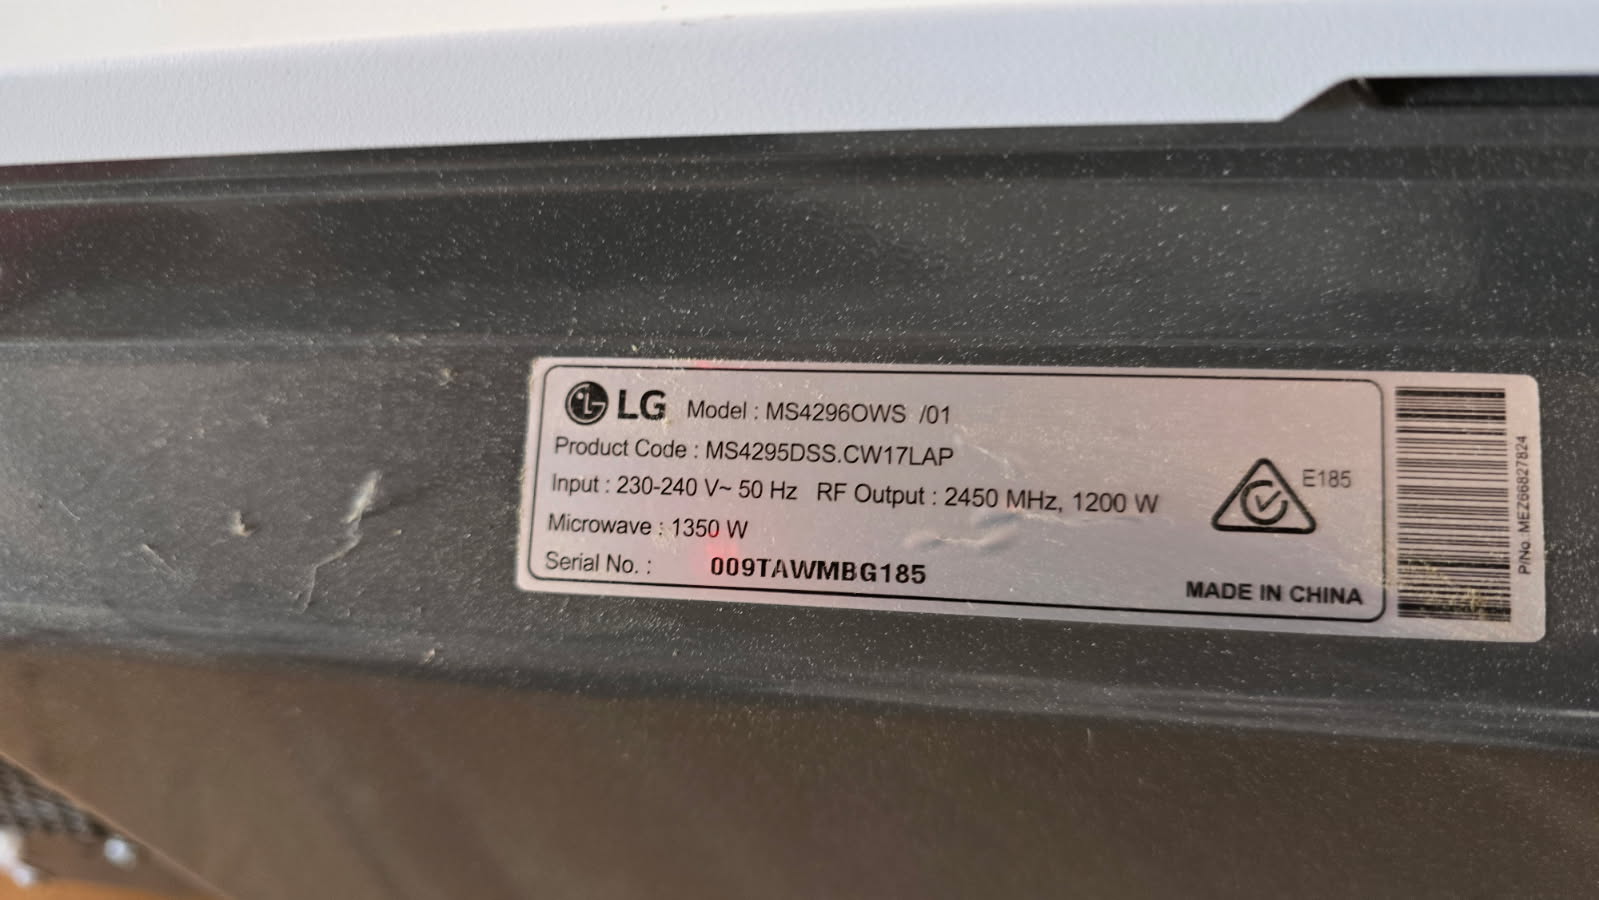 LG Model : MS4296OWS /01
Product Code : MS4295DSS.CW17LAP
Input : 230-240 V~ 50 Hz RF Output : 2450 MHz, 1200 W
Microwave : 1350 W
Serial No. : 009TAWMBG185
E185
MADE IN CHINA
P/No.:MEZ66827824